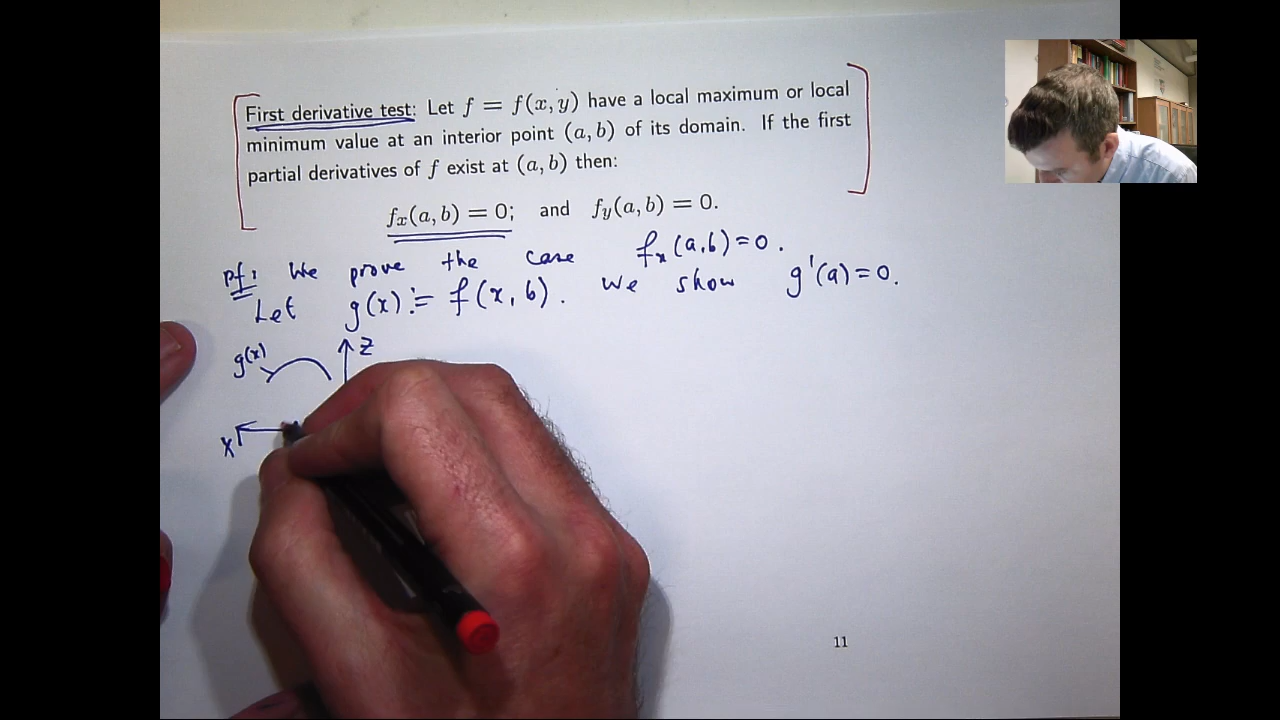 First derivative test: Let f = f(x, y) have a local maximum or local
minimum value at an interior point (a, b) of its domain. If the first
partial derivatives of f exist at (a, b) then:
fx(a, b) = 0; and fy(a, b) = 0.
pf: We prove the case fx(a,b)=0.
Let g(x) := f(x, b). We show g'(a)=0.
g(x) z
x
11